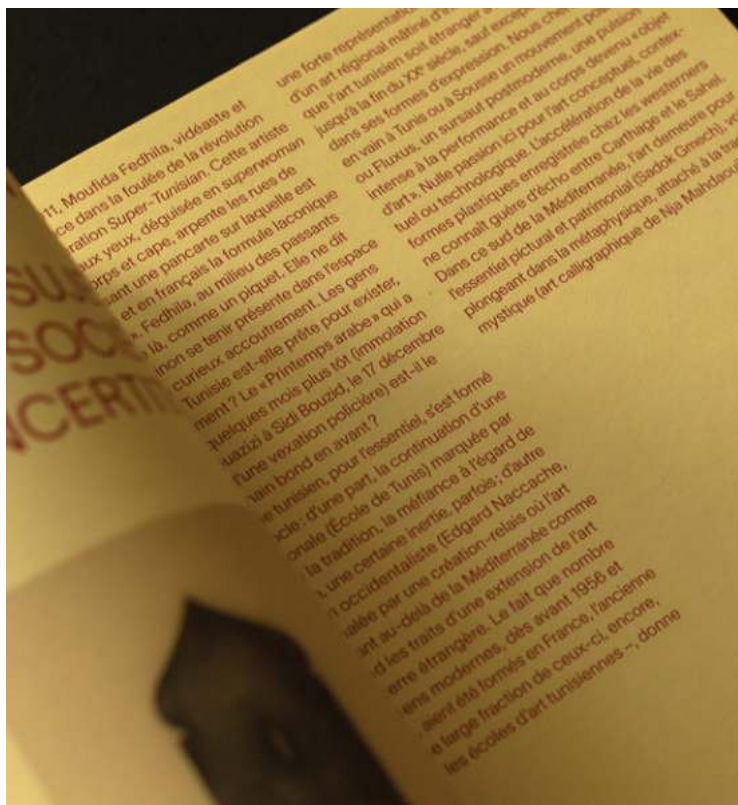 SUJ
SOCI
NCERTI
11, Moufida Fedhila, vidéaste et
ce dans la foulée de la révolution
ration Super-Tunisian. Cette artiste
ux yeux, déguisée en superwoman
orps et cape, arpente les rues de
ant une pancarte sur laquelle est
et en français la formule laconique
». Fedhila, au milieu des passants
là, comme un piquet. Elle ne dit
inon se tenir présente dans l'espace
curieux accoutrement. Les gens
Tunisie est-elle prête pour exister,
ment ? Le « Printemps arabe » qui a
quelques mois plus tôt (immolation
uazizi à Sidi Bouzid, le 17 décembre
d'une vexation policière) est-il le
ain bond en avant ?
e tunisien, pour l'essentiel, s'est formé
cle : d'une part, la continuation d'une
onale (École de Tunis) marquée par
la tradition, la méfiance à l'égard de
, une certaine inertie, parfois ; d'autre
n occidentaliste (Edgard Naccache,
alée par une création-relais où l'art
ant au-delà de la Méditerranée comme
d les traits d'une extension de l'art
erre étrangère. Le fait que nombre
ens modernes, dès avant 1956 et
aient été formés en France, l'ancienne
e large fraction de ceux-ci, encore,
les écoles d'art tunisiennes –, donne
une forte représentation
d'un art régional mâtiné d'in
que l'art tunisien soit étranger à
jusqu'à la fin du XXe siècle, sauf excep
dans ses formes d'expression. Nous cher
en vain à Tunis ou à Sousse un mouvement pos
ou Fluxus, un sursaut postmoderne, une pulsion
intense à la performance et au corps devenu « objet
d'art ». Nulle passion ici pour l'art conceptuel, contex-
tuel ou technologique. L'accélération de la vie des
formes plastiques enregistrée chez les westerners
ne connaît guère d'écho entre Carthage et le Sahel.
Dans ce sud de la Méditerranée, l'art demeure pour
l'essentiel pictural et patrimonial (Sadok Gmech), vo
plongeant dans la métaphysique, attaché à la tra
mystique (art calligraphique de Nja Mahdaoui